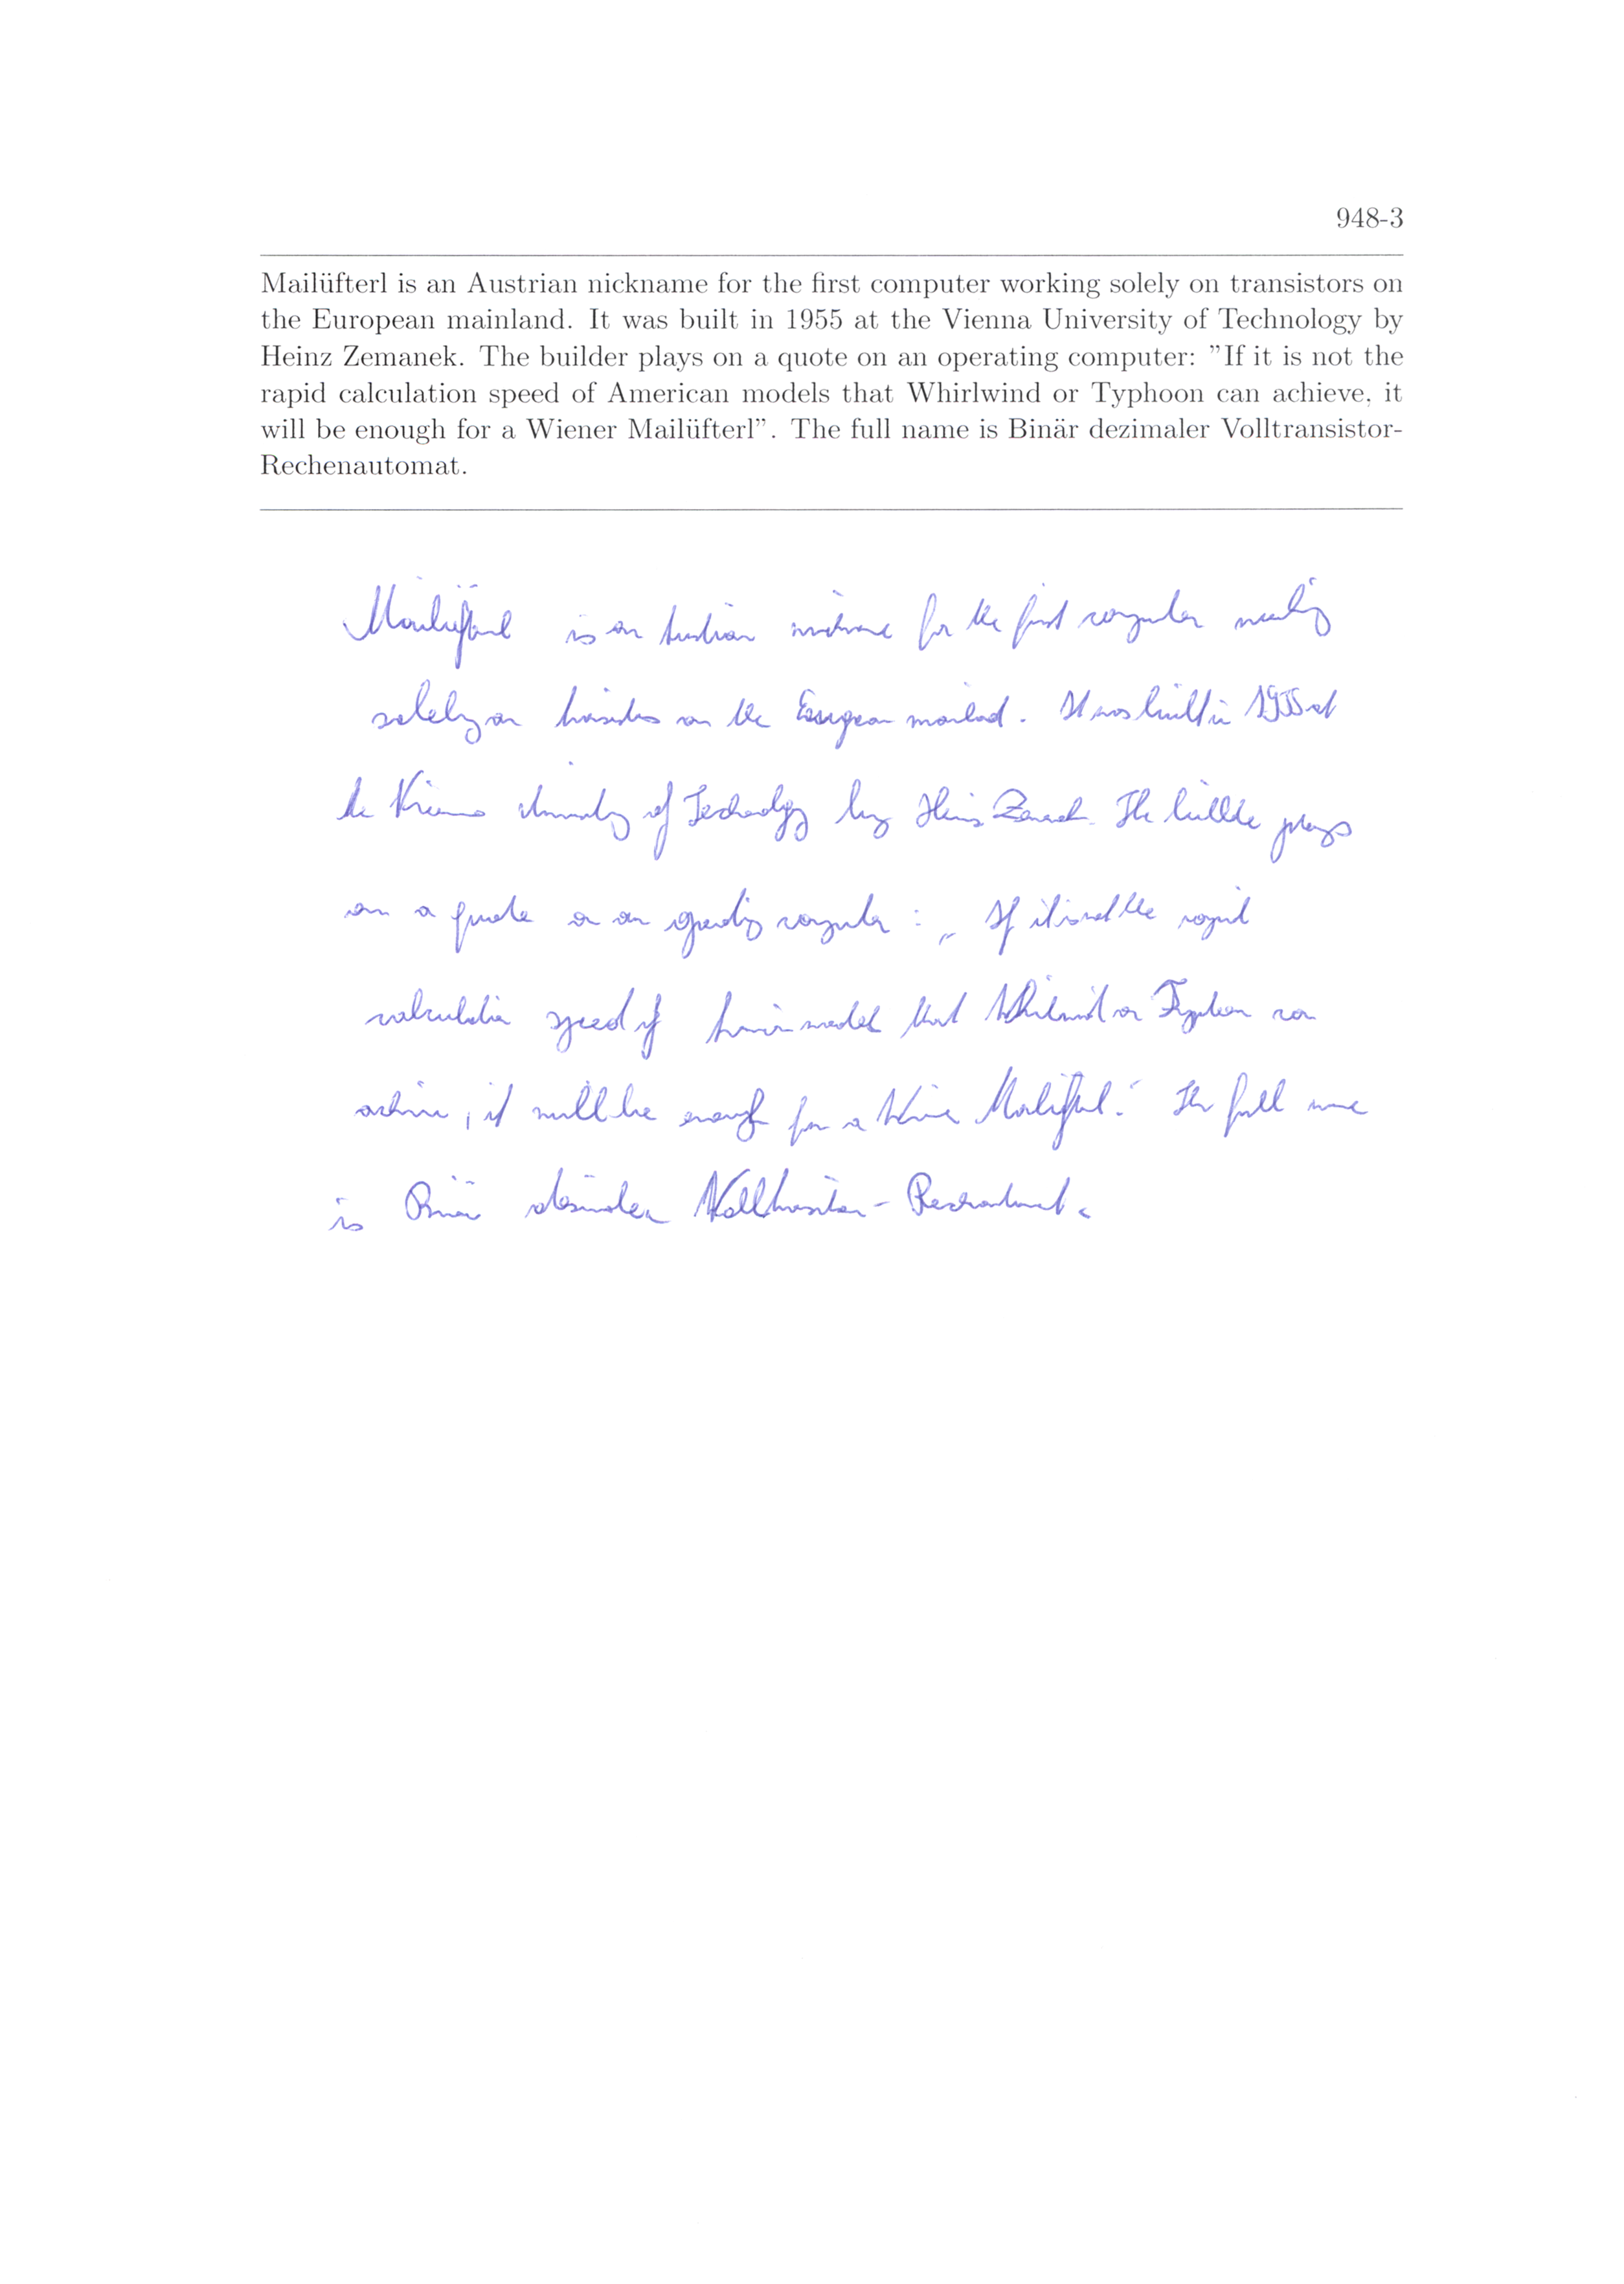 948-3
Mailüfterl is an Austrian nickname for the first computer working solely on transistors on
the European mainland. It was built in 1955 at the Vienna University of Technology by
Heinz Zemanek. The builder plays on a quote on an operating computer: "If it is not the
rapid calculation speed of American models that Whirlwind or Typhoon can achieve, it
will be enough for a Wiener Mailüfterl". The full name is Binär dezimaler Volltransistor-
Rechenautomat.
Mailüfterl is an Austrian nickname for the first computer working
solely on transistors on the European mainland. It was built in 1955 at
the Vienna University of Technology by Heinz Zemanek. The builder plays
on a quote on an operating computer: „If it is not the rapid
calculation speed of American models that Whirlwind or Typhoon can
achieve, it will be enough for a Wiener Mailüfterl". The full name
is Binär dezimaler Volltransistor-Rechenautomat.